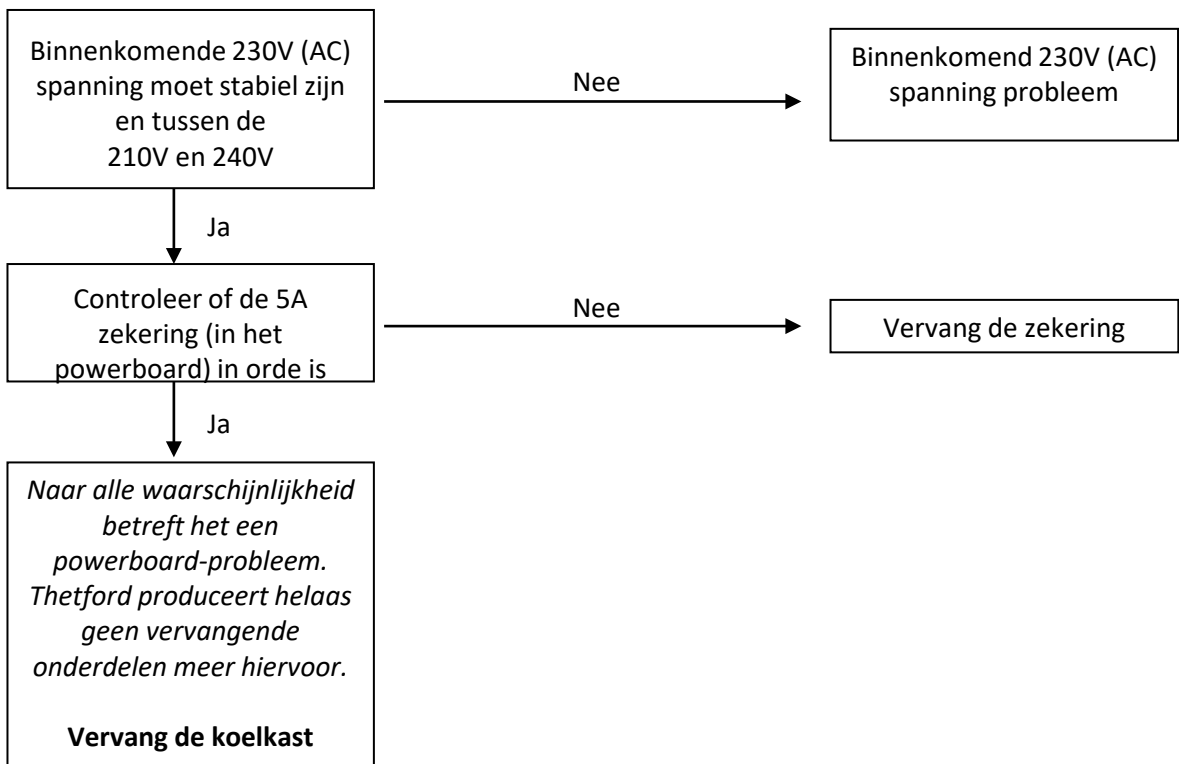 Binnenkomende 230V (AC)
spanning moet stabiel zijn
en tussen de
210V en 240V
Nee
Binnenkomend 230V (AC)
spanning probleem
Ja
Controleer of de 5A
zekering (in het
powerboard) in orde is
Nee
Vervang de zekering
Ja
Naar alle waarschijnlijkheid
betreft het een
powerboard-probleem.
Thetford produceert helaas
geen vervangende
onderdelen meer hiervoor.
Vervang de koelkast